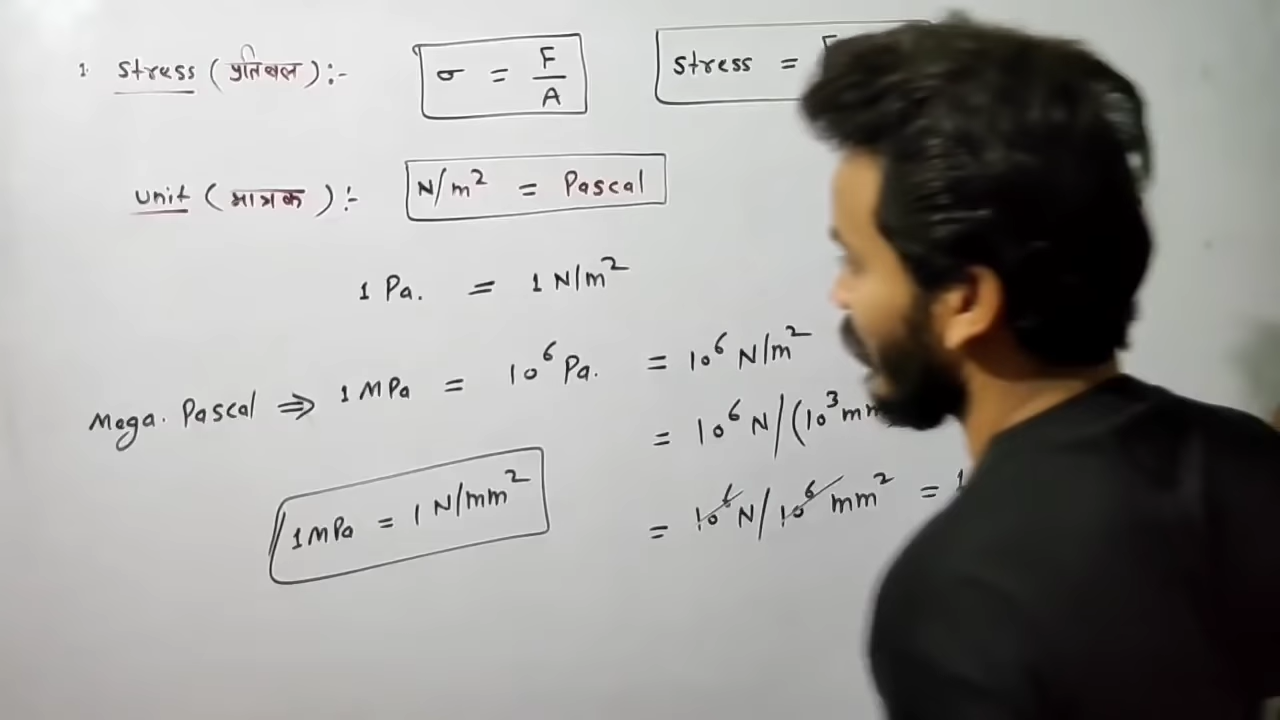 1. Stress (प्रतिबल) :- σ = F/A Stress =
Unit (मात्रक) :- N/m² = Pascal
1 Pa. = 1 N/m²
Mega. Pascal ⇒ 1 MPa = 10⁶ Pa. = 10⁶ N/m²
= 10⁶ N/(10³ mm
1 MPa = 1 N/mm² = 10⁶ N/10⁶ mm² = 1